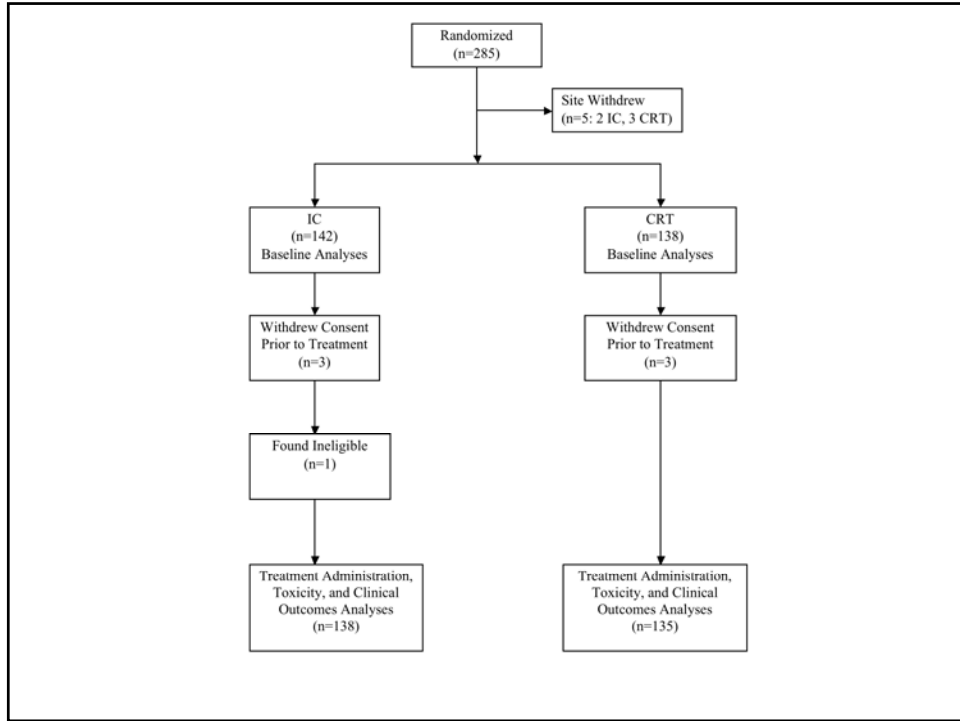 Randomized
(n=285)
Site Withdrew
(n=5: 2 IC, 3 CRT)
IC
(n=142)
Baseline Analyses
CRT
(n=138)
Baseline Analyses
Withdrew Consent
Prior to Treatment
(n=3)
Withdrew Consent
Prior to Treatment
(n=3)
Found Ineligible
(n=1)
Treatment Administration,
Toxicity, and Clinical
Outcomes Analyses
(n=138)
Treatment Administration,
Toxicity, and Clinical
Outcomes Analyses
(n=135)